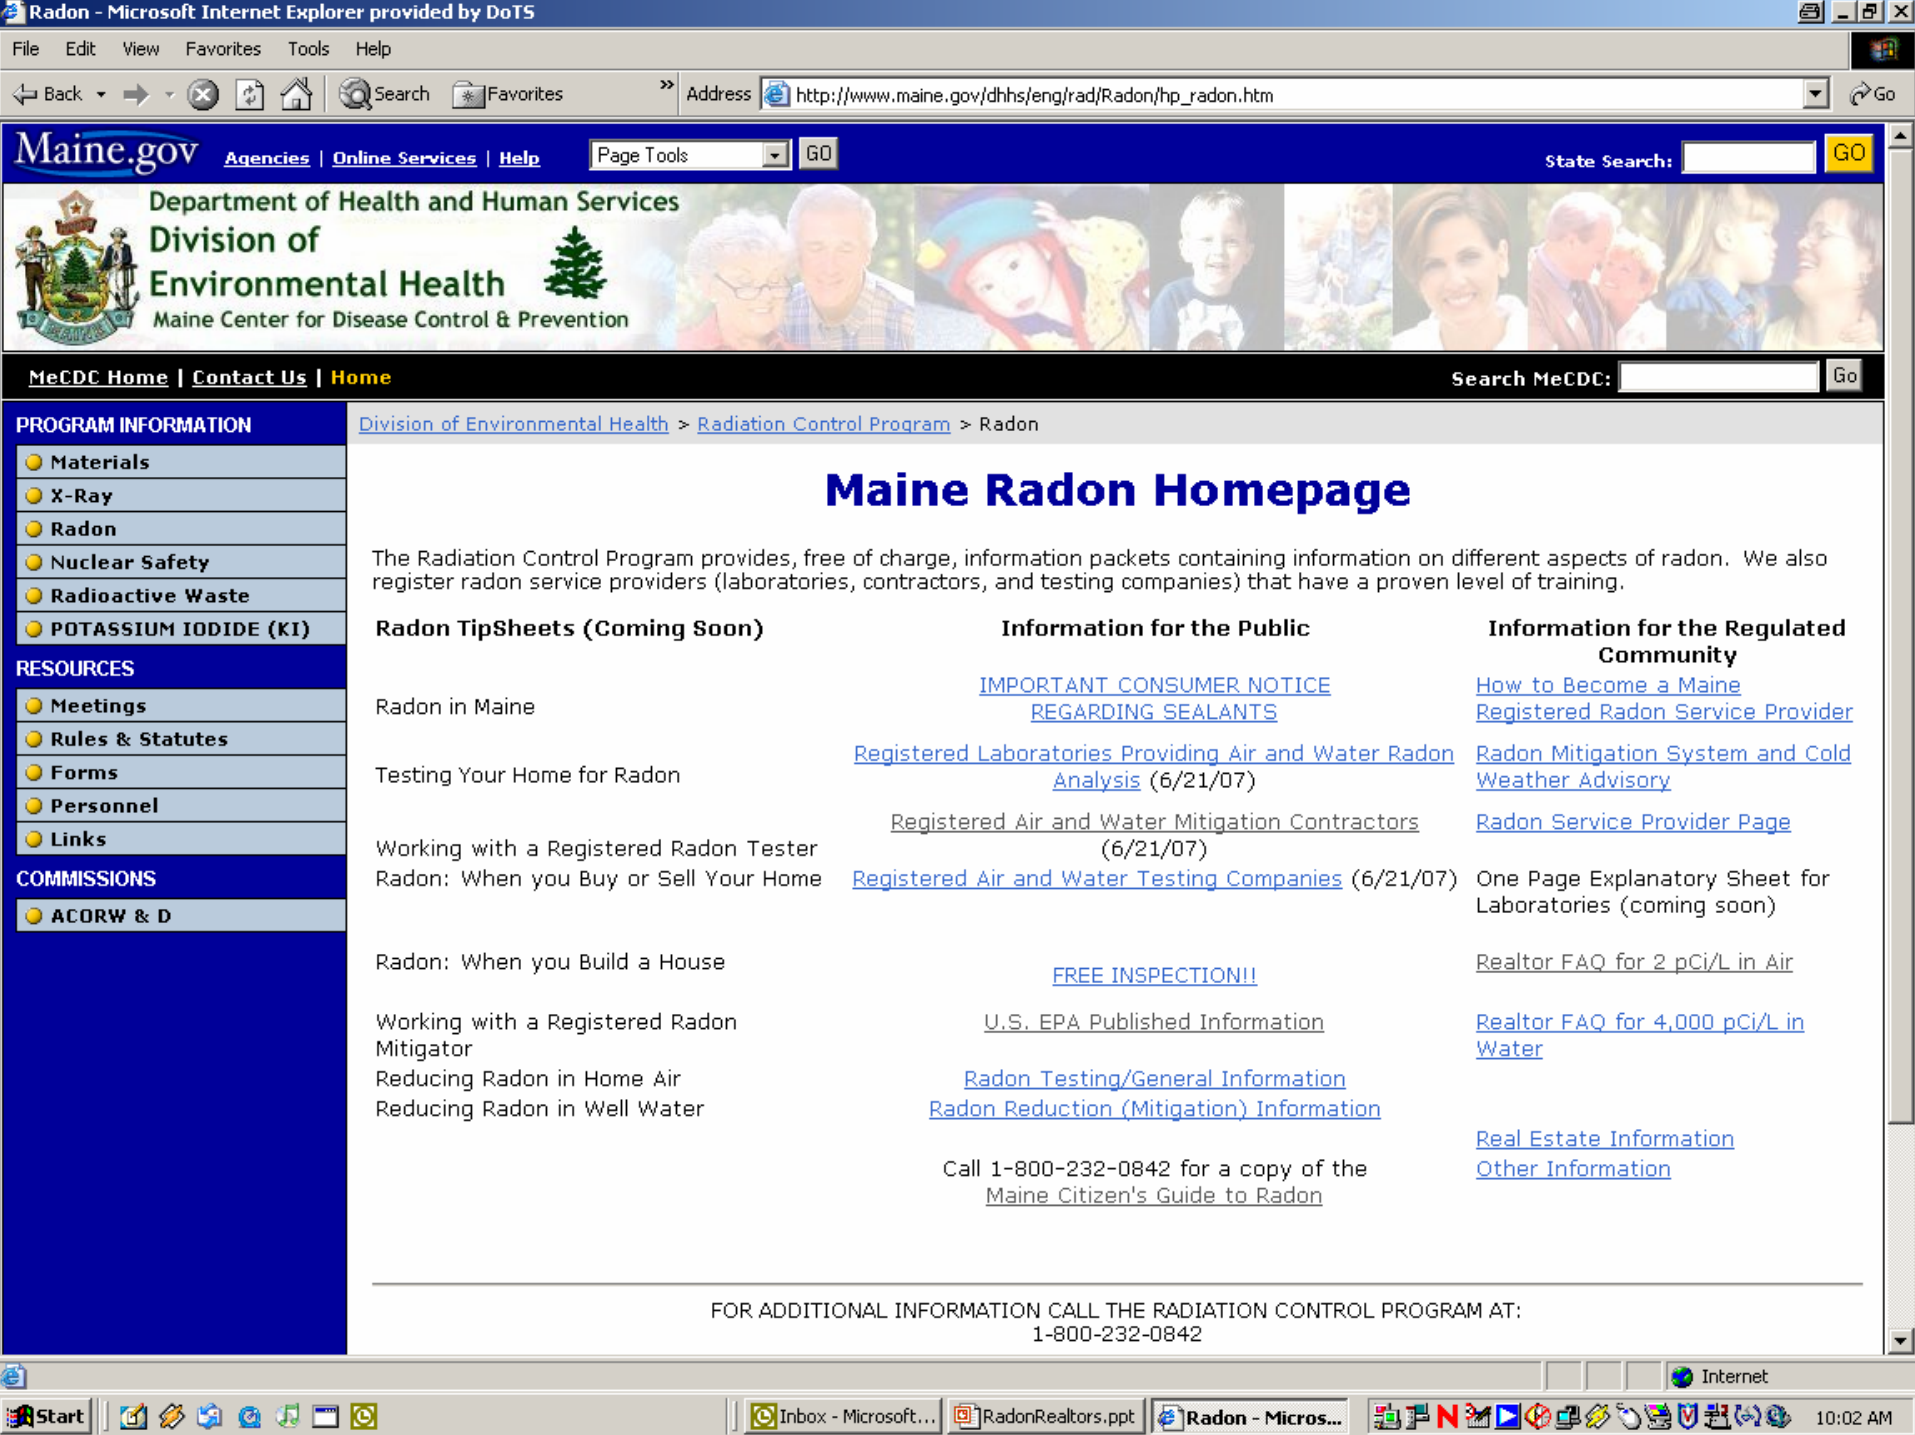 Radon - Microsoft Internet Explorer provided by DoTS
File Edit View Favorites Tools Help
Back Search Favorites » Address http://www.maine.gov/dhhs/eng/rad/Radon/hp_radon.htm Go
Maine.gov Agencies | Online Services | Help Page Tools GO State Search: GO
Department of Health and Human Services
Division of
Environmental Health
Maine Center for Disease Control & Prevention
MeCDC Home | Contact Us | Home Search MeCDC: Go
PROGRAM INFORMATION
Materials
X-Ray
Radon
Nuclear Safety
Radioactive Waste
POTASSIUM IODIDE (KI)
RESOURCES
Meetings
Rules & Statutes
Forms
Personnel
Links
COMMISSIONS
ACORW & D
Division of Environmental Health > Radiation Control Program > Radon
Maine Radon Homepage
The Radiation Control Program provides, free of charge, information packets containing information on different aspects of radon. We also
register radon service providers (laboratories, contractors, and testing companies) that have a proven level of training.
Radon TipSheets (Coming Soon)
Radon in Maine
Testing Your Home for Radon
Working with a Registered Radon Tester
Radon: When you Buy or Sell Your Home
Radon: When you Build a House
Working with a Registered Radon
Mitigator
Reducing Radon in Home Air
Reducing Radon in Well Water
Information for the Public
IMPORTANT CONSUMER NOTICE
REGARDING SEALANTS
Registered Laboratories Providing Air and Water Radon
Analysis (6/21/07)
Registered Air and Water Mitigation Contractors
(6/21/07)
Registered Air and Water Testing Companies (6/21/07)
FREE INSPECTION!!
U.S. EPA Published Information
Radon Testing/General Information
Radon Reduction (Mitigation) Information
Call 1-800-232-0842 for a copy of the
Maine Citizen's Guide to Radon
Information for the Regulated
Community
How to Become a Maine
Registered Radon Service Provider
Radon Mitigation System and Cold
Weather Advisory
Radon Service Provider Page
One Page Explanatory Sheet for
Laboratories (coming soon)
Realtor FAQ for 2 pCi/L in Air
Realtor FAQ for 4,000 pCi/L in
Water
Real Estate Information
Other Information
FOR ADDITIONAL INFORMATION CALL THE RADIATION CONTROL PROGRAM AT:
1-800-232-0842
Internet
Start Inbox - Microsoft... RadonRealtors.ppt Radon - Micros... 10:02 AM